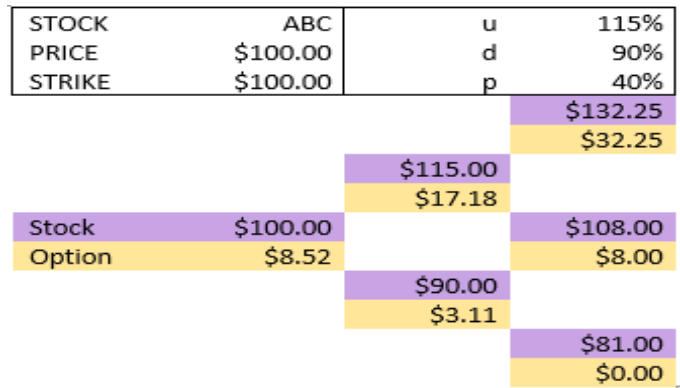 STOCK ABC u 115%
PRICE $100.00 d 90%
STRIKE $100.00 p 40%
$132.25
$32.25
$115.00
$17.18
Stock $100.00 $108.00
Option $8.52 $8.00
$90.00
$3.11
$81.00
$0.00